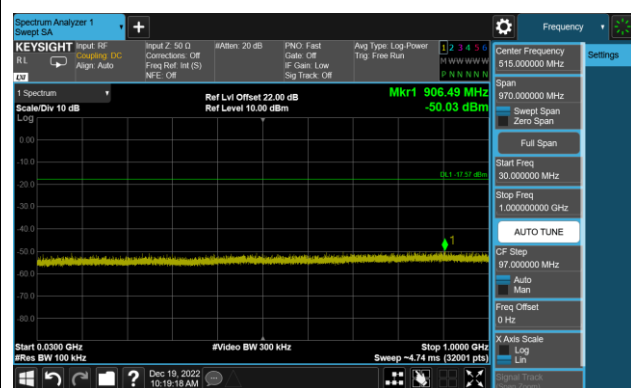 Spectrum Analyzer 1
Swept SA
Frequency
KEYSIGHT
Input: RF
Coupling: DC
Align: Auto
Input Z: 50 Ω
Corrections: Off
Freq Ref: Int (S)
NFE: Off
#Atten: 20 dB
PNO: Fast
Gate: Off
IF Gain: Low
Sig Track: Off
Avg Type: Log-Power
Trig: Free Run
1 2 3 4 5 6
M W W W W W
P N N N N N
RL
LXI
1 Spectrum
Scale/Div 10 dB
Log
Ref Lvl Offset 22.00 dB
Ref Level 10.00 dBm
Mkr1 906.49 MHz
-50.03 dBm
0.00
-10.0
-20.0
-30.0
-40.0
-50.0
-60.0
-70.0
-80.0
DL1 -17.57 dBm
1
Start 0.0300 GHz
#Res BW 100 kHz
#Video BW 300 kHz
Stop 1.0000 GHz
Sweep ~4.74 ms (32001 pts)
Dec 19, 2022
10:19:18 AM
Center Frequency
515.000000 MHz
Settings
Span
970.000000 MHz
Swept Span
Zero Span
Full Span
Start Freq
30.000000 MHz
Stop Freq
1.000000000 GHz
AUTO TUNE
CF Step
97.000000 MHz
Auto
Man
Freq Offset
0 Hz
X Axis Scale
Log
Lin
Signal Track